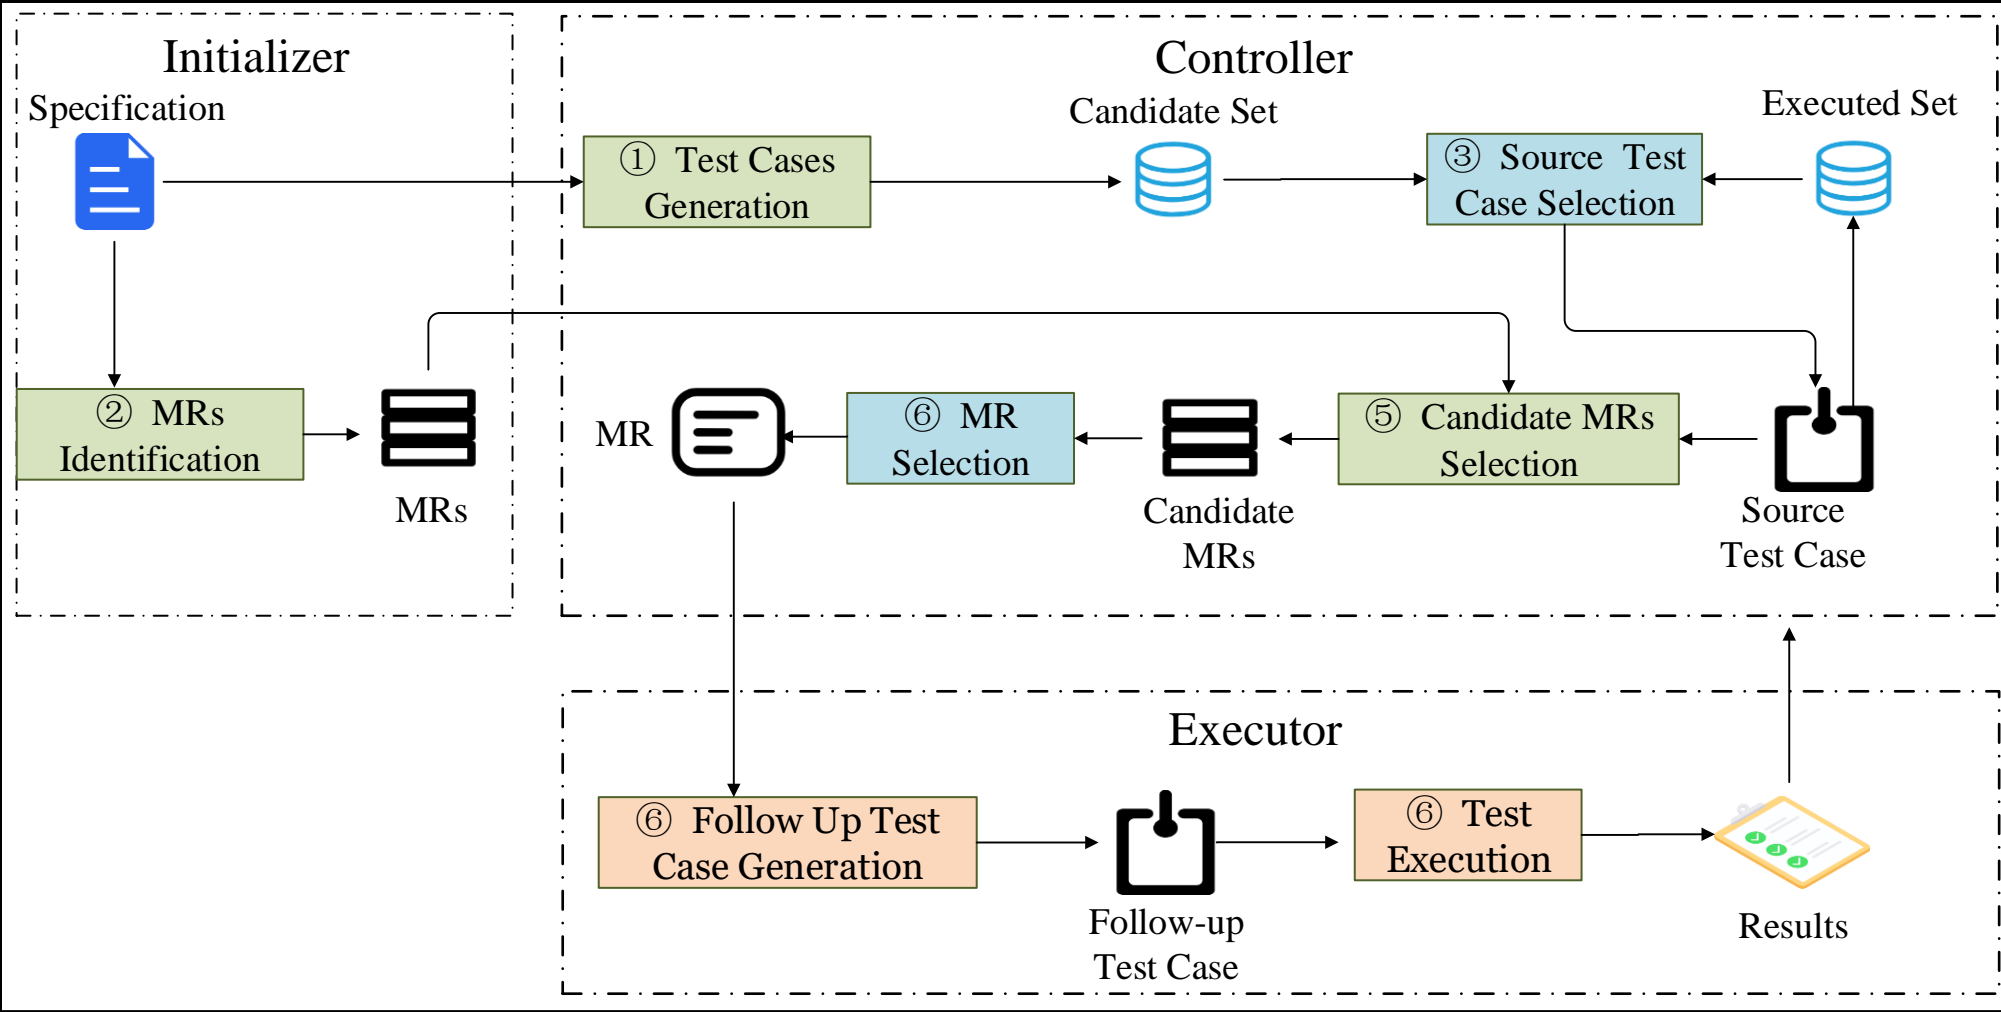 Initializer
Specification
② MRs
Identification
MRs
Controller
① Test Cases
Generation
Candidate Set
③ Source Test
Case Selection
Executed Set
MR
⑥ MR
Selection
Candidate
MRs
⑤ Candidate MRs
Selection
Source
Test Case
Executor
⑥ Follow Up Test
Case Generation
Follow-up
Test Case
⑥ Test
Execution
Results